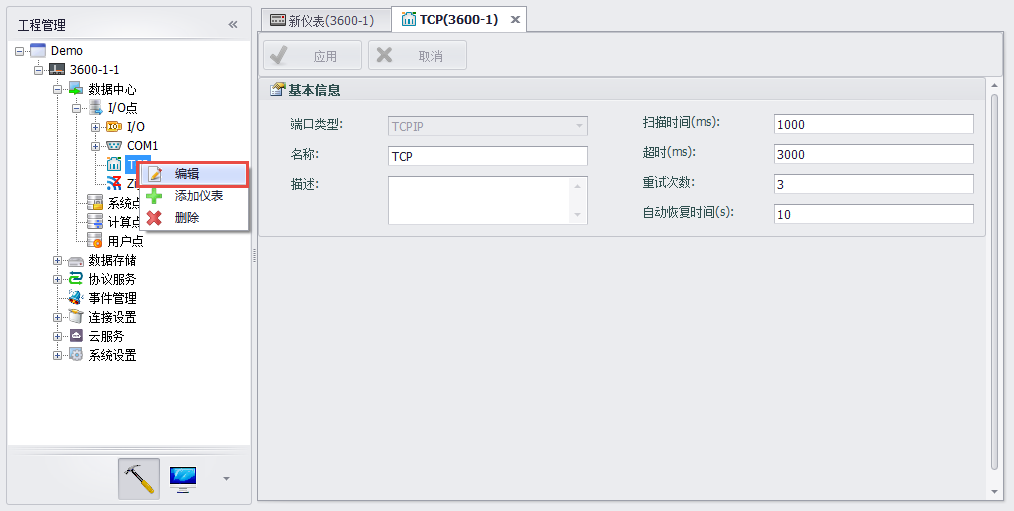 工程管理
Demo
3600-1-1
数据中心
I/O点
I/O
COM1
编辑
添加仪表
删除
系统点
计算点
用户点
数据存储
协议服务
事件管理
连接设置
云服务
系统设置
新仪表(3600-1)
TCP(3600-1)
应用
取消
基本信息
端口类型:
TCPIP
名称:
TCP
描述:
扫描时间(ms):
1000
超时(ms):
3000
重试次数:
3
自动恢复时间(s):
10